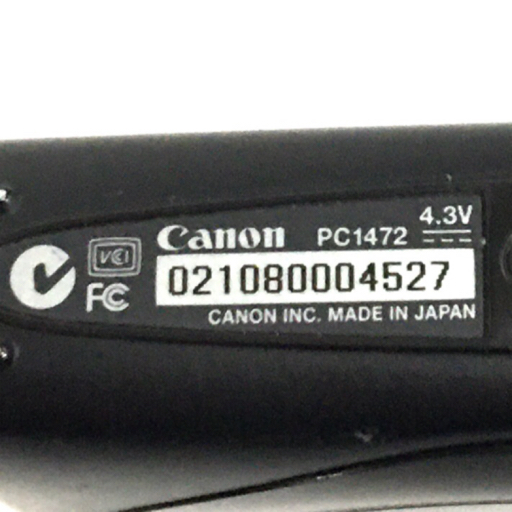 Canon PC1472 4.3V
VCI
021080004527
FC
CANON INC. MADE IN JAPAN